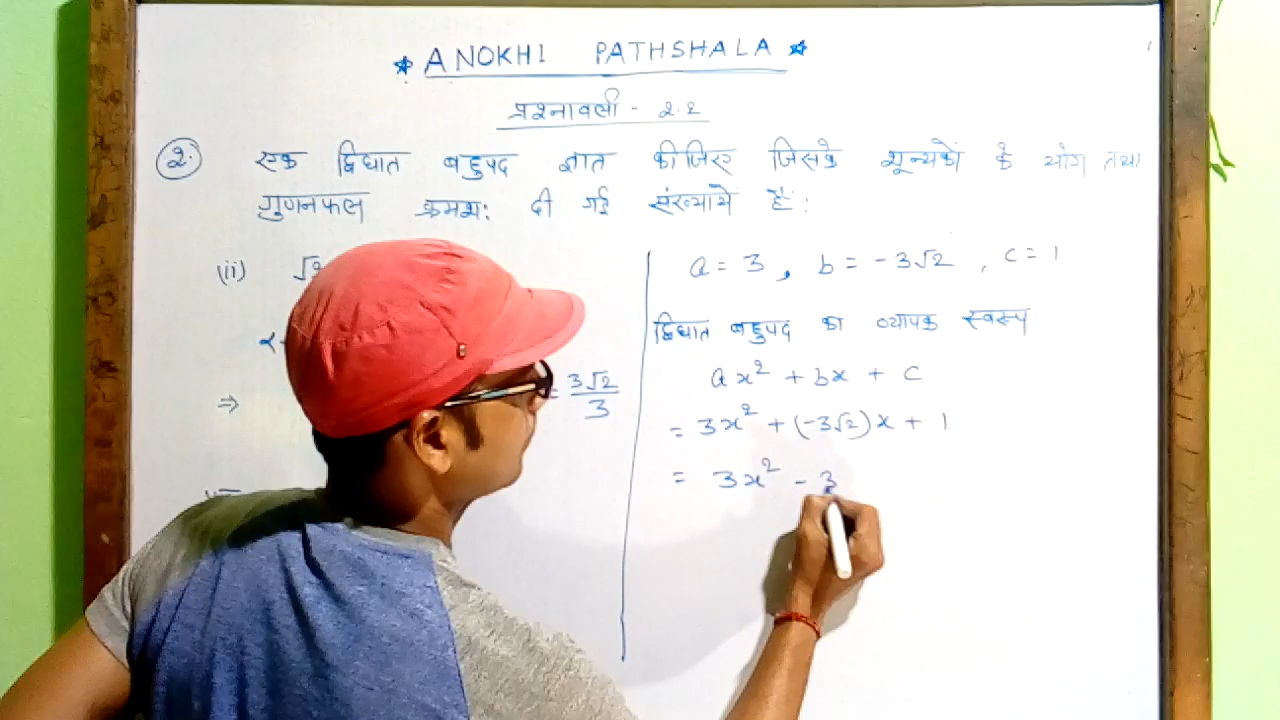 * ANOKHI PATHSHALA *
प्रश्नावली - 2.2
2. एक द्विघात बहुपद ज्ञात कीजिए जिसके शून्यकों के योग तथा
गुणनफल क्रमश: दी गई संख्याये हैं:
(ii) √2
α
⇒ = 3√2/3
a = 3, b = -3√2, c = 1
द्विघात बहुपद का व्यापक स्वरूप
ax² + bx + c
= 3x² + (-3√2)x + 1
= 3x² - 3